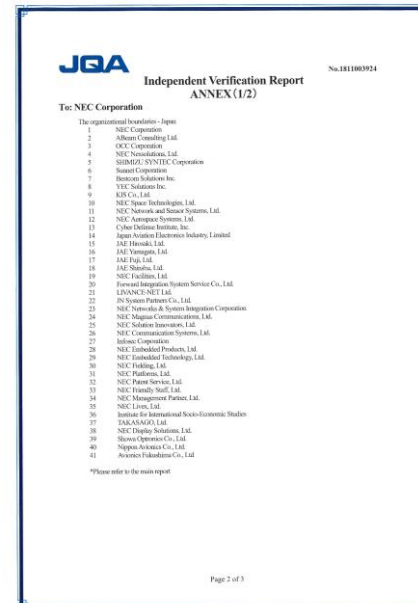 JQA
No.1811003924
Independent Verification Report
ANNEX(1/2)
To: NEC Corporation
The organizational boundaries - Japan
1 NEC Corporation
2 ABeam Consulting Ltd.
3 OCC Corporation
4 NEC Nexsolutions, Ltd.
5 SHIMIZU SYNTEC Corporation
6 Sunnet Corporation
7 Bestcom Solutions Inc.
8 YEC Solutions Inc.
9 KIS Co., Ltd.
10 NEC Space Technologies, Ltd.
11 NEC Network and Sensor Systems, Ltd.
12 NEC Aerospace Systems, Ltd.
13 Cyber Defense Institute, Inc.
14 Japan Aviation Electronics Industry, Limited
15 JAE Hirosaki, Ltd.
16 JAE Yamagata, Ltd.
17 JAE Fuji, Ltd.
18 JAE Shinshu, Ltd.
19 NEC Facilities, Ltd.
20 Forward Integration System Service Co., Ltd.
21 LIVANCE-NET Ltd.
22 JN System Partners Co., Ltd.
23 NEC Networks & System Integration Corporation
24 NEC Magnus Communications, Ltd.
25 NEC Solution Innovators, Ltd.
26 NEC Communication Systems, Ltd.
27 Infosec Corporation
28 NEC Embedded Products, Ltd.
29 NEC Embedded Technology, Ltd.
30 NEC Fielding, Ltd.
31 NEC Platforms, Ltd.
32 NEC Patent Service, Ltd.
33 NEC Friendly Staff, Ltd.
34 NEC Management Partner, Ltd.
35 NEC Livex, Ltd.
36 Institute for International Socio-Economic Studies
37 TAKASAGO, Ltd.
38 NEC Display Solutions, Ltd.
39 Showa Optronics Co., Ltd.
40 Nippon Avionics Co., Ltd.
41 Avionics Fukushima Co., Ltd.
*Please refer to the main report
Page 2 of 3